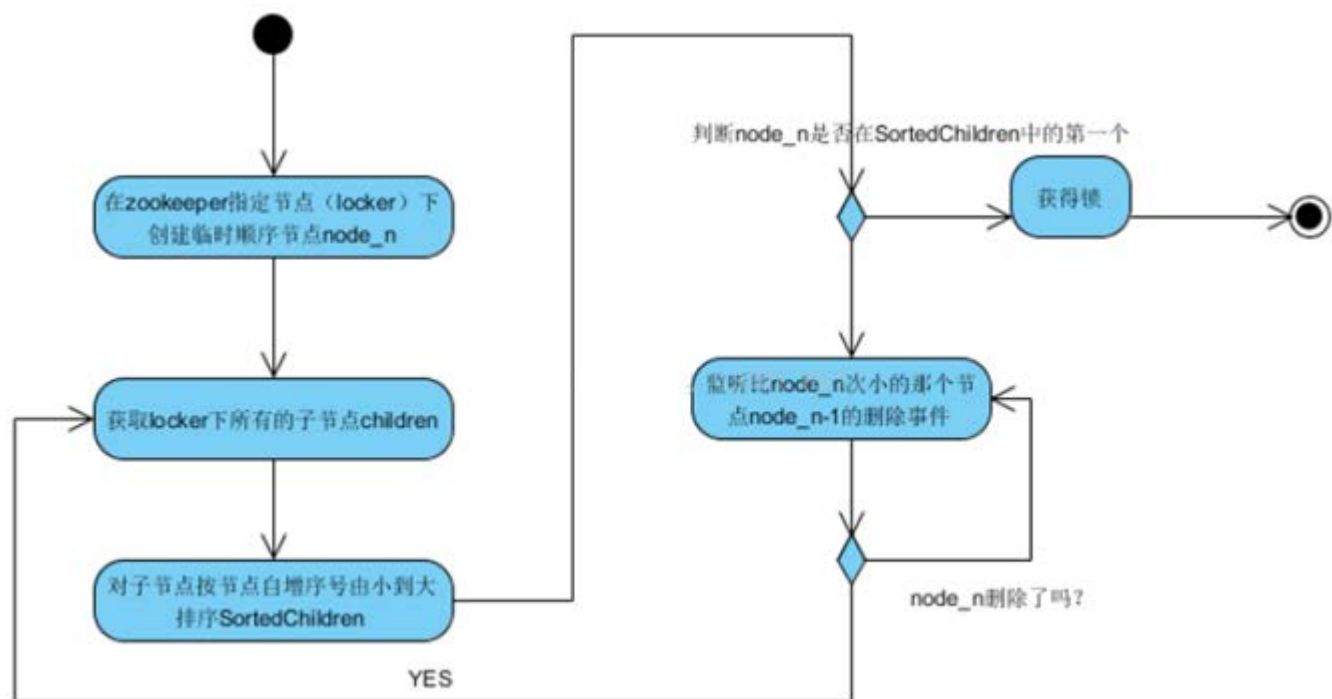 在zookeeper指定节点（locker）下
创建临时顺序节点node_n
获取locker下所有的子节点children
对子节点按节点自增序号由小到大
排序SortedChildren
判断node_n是否在SortedChildren中的第一个
获得锁
监听比node_n次小的那个节
点node_n-1的删除事件
node_n删除了吗?
YES